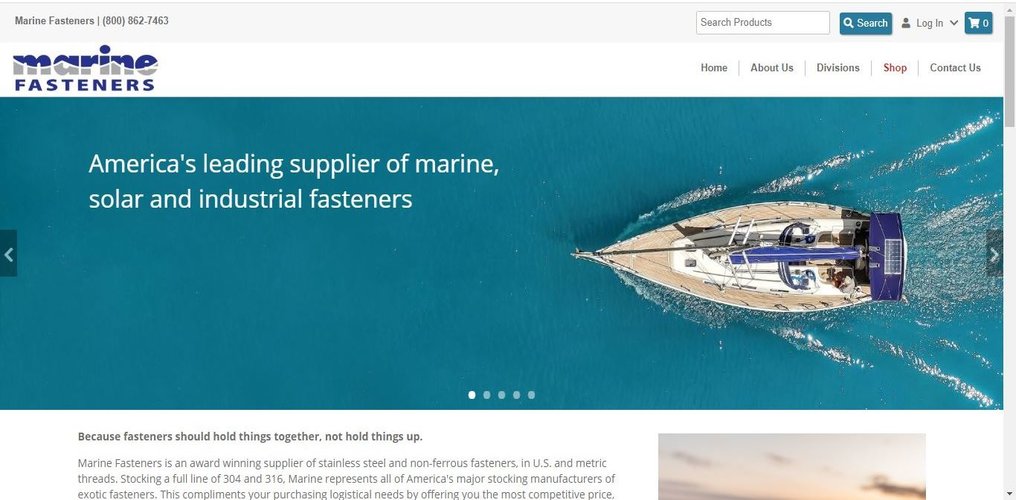 Marine Fasteners | (800) 862-7463
Search Products
Search
Log In
0
marine
FASTENERS
Home
About Us
Divisions
Shop
Contact Us
America's leading supplier of marine,
solar and industrial fasteners
Because fasteners should hold things together, not hold things up.
Marine Fasteners is an award winning supplier of stainless steel and non-ferrous fasteners, in U.S. and metric
threads. Stocking a full line of 304 and 316, Marine represents all of America's major stocking manufacturers of
exotic fasteners. This compliments your purchasing logistical needs by offering you the most competitive price,